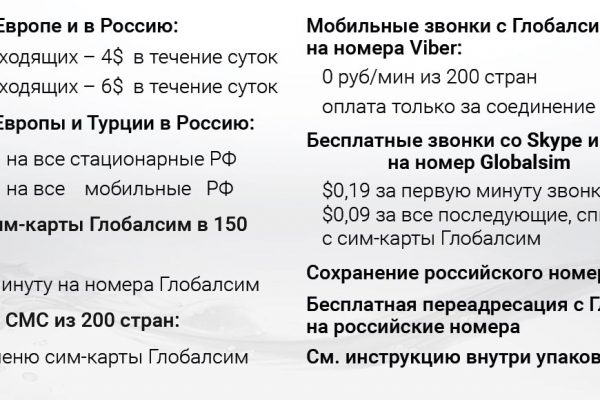 Европе и в Россию:
ходящих – 4$ в течение суток
ходящих – 6$ в течение суток
Европы и Турции в Россию:
на все стационарные РФ
на все мобильные РФ
им-карты Глобалсим в 150
инуту на номера Глобалсим
СМС из 200 стран:
еню сим-карты Глобалсим
Мобильные звонки с Глобалси
на номера Viber:
0 руб/мин из 200 стран
оплата только за соединение
Бесплатные звонки со Skype и
на номер Globalsim
$0,19 за первую минуту звонк
$0,09 за все последующие, спи
с сим-карты Глобалсим
Сохранение российского номер
Бесплатная переадресация с Гл
на российские номера
См. инструкцию внутри упаков